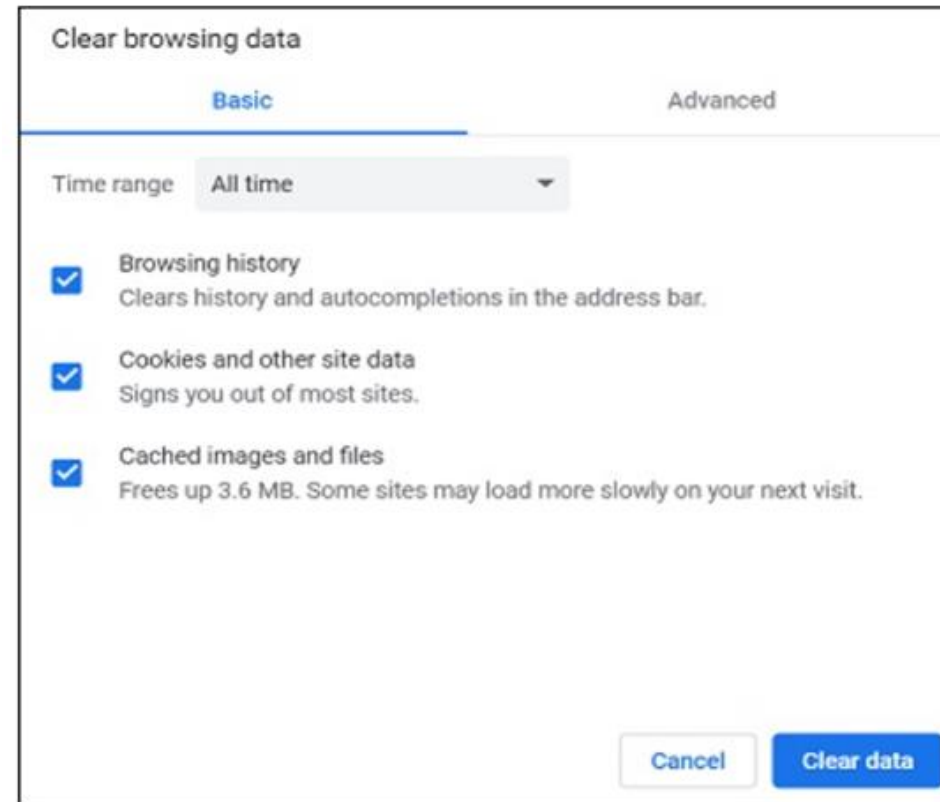 Clear browsing data
Basic Advanced
Time range All time
Browsing history
Clears history and autocompletions in the address bar.
Cookies and other site data
Signs you out of most sites.
Cached images and files
Frees up 3.6 MB. Some sites may load more slowly on your next visit.
Cancel Clear data